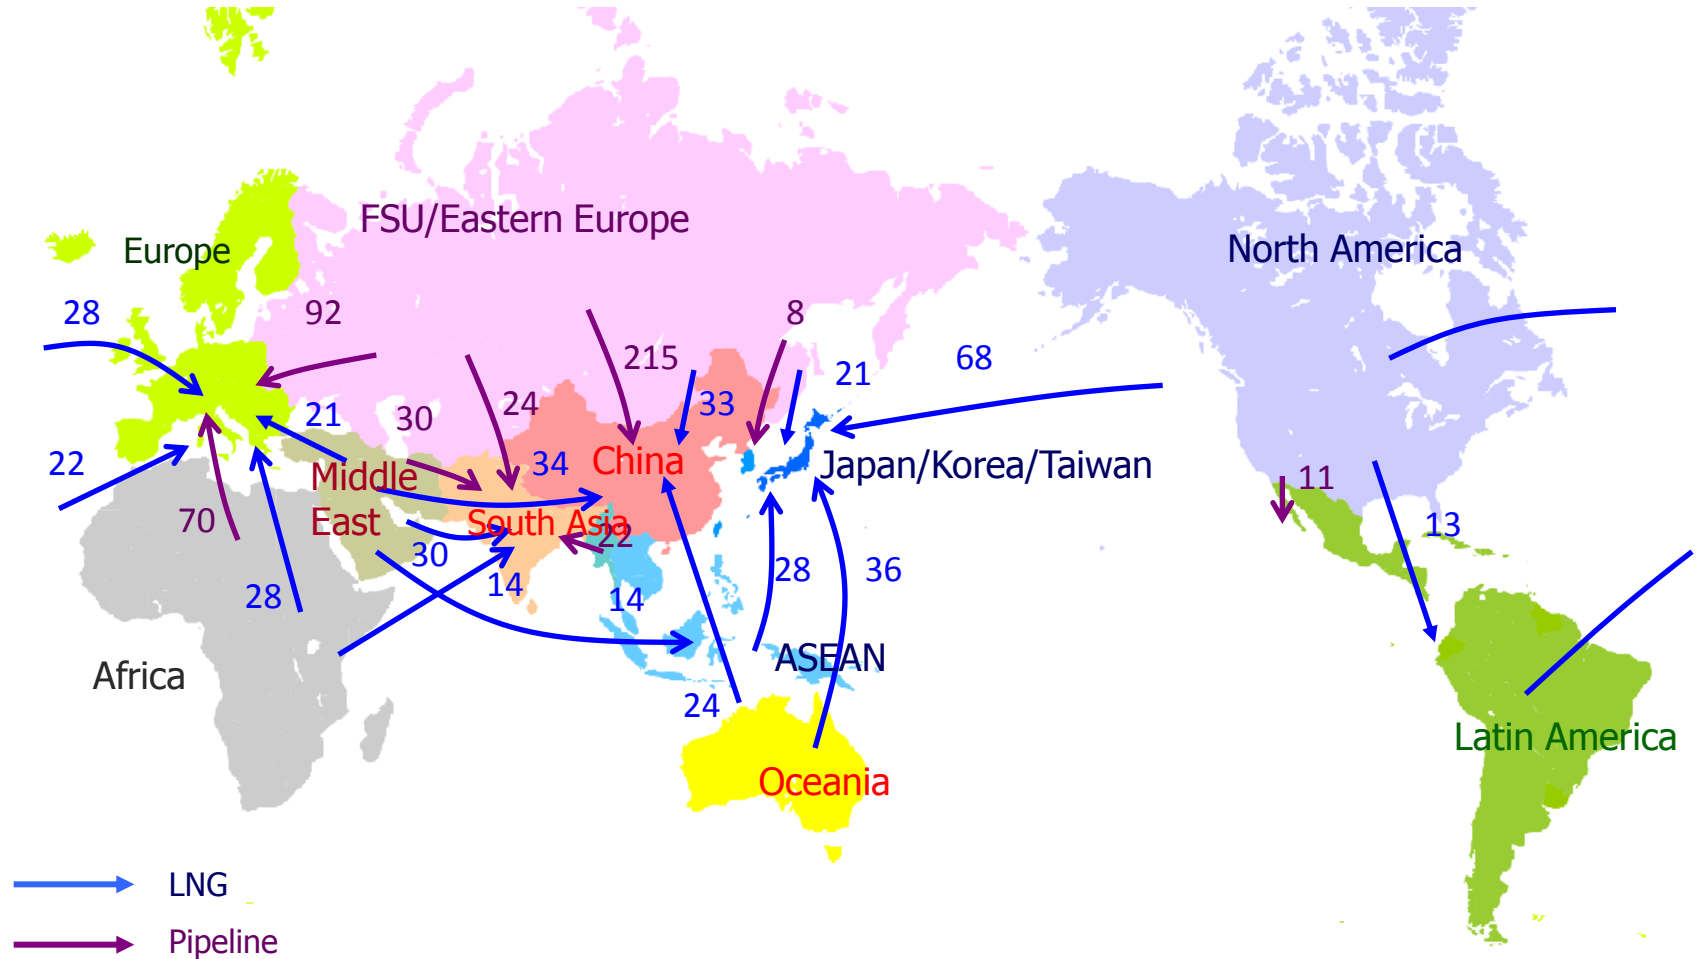 FSU/Eastern Europe
Europe
North America
28
92
8
215
21
68
24
33
30
21
22
34
China
Japan/Korea/Taiwan
Middle
East
11
70
South Asia
22
13
30
14
28
14
28
36
Africa
ASEAN
24
Latin America
Oceania
LNG
Pipeline